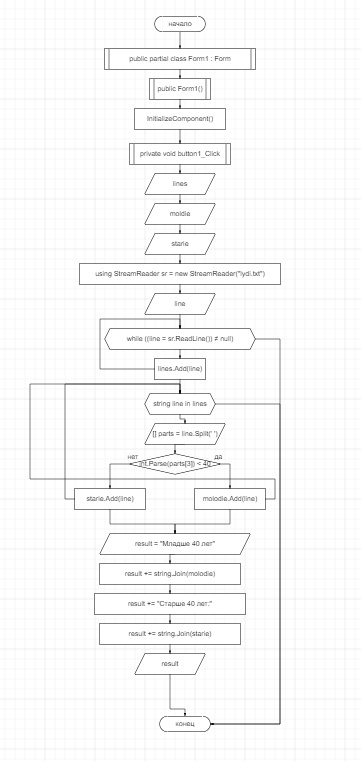 начало
public partial class Form1 : Form
public Form1()
InitializeComponent()
private void button1_Click
lines
moldie
starie
using StreamReader sr = new StreamReader("lydi.txt")
line
while ((line = sr.ReadLine()) ≠ null)
lines.Add(line)
string line in lines
[] parts = line.Split(' ')
нет
да
int.Parse(parts[3]) < 40
starie.Add(line)
molodie.Add(line)
result = "Младше 40 лет"
result += string.Join(molodie)
result += "Старше 40 лет:"
result += string.Join(starie)
result
конец